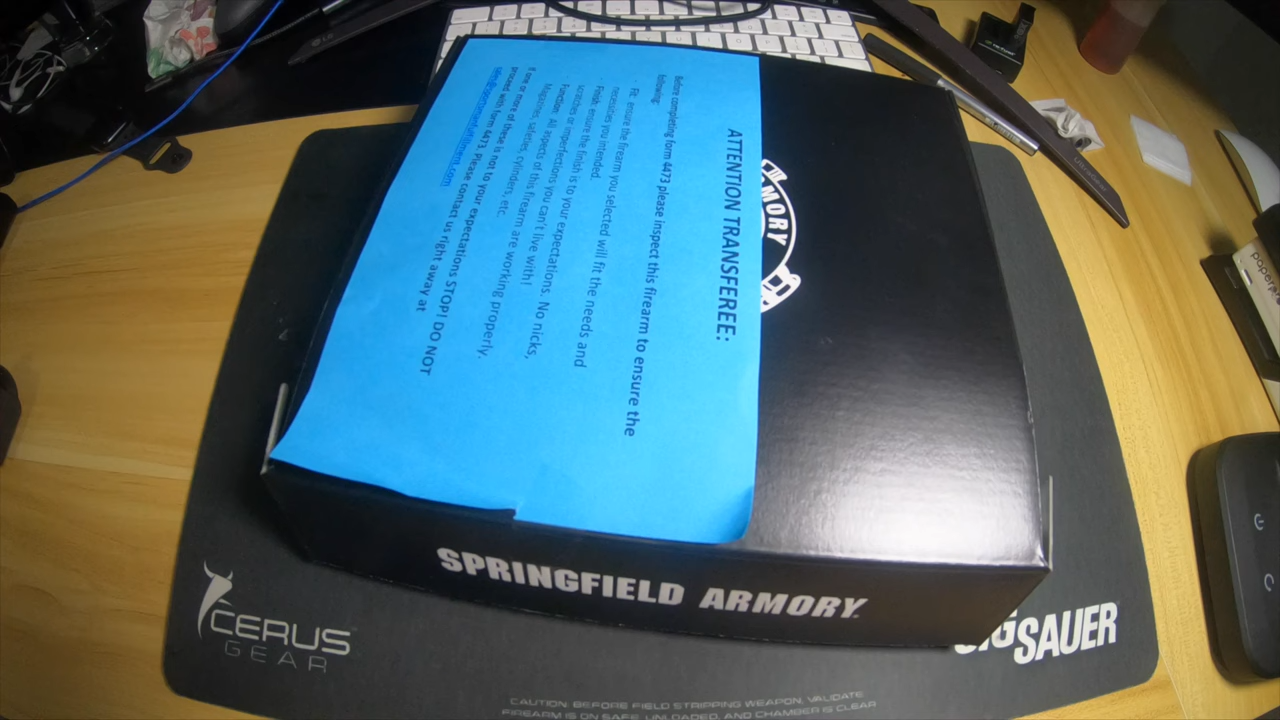 ATTENTION TRANSFEREE:
Before completing form 4473 please inspect this firearm to ensure the
following:
- Fit: ensure the firearm you selected will fit the needs and
necessities you intended.
- Finish: ensure the finish is to your expectations. No nicks,
scratches or imperfections you can't live with!
- Function: All aspects of this firearm are working properly.
Magazines, safeties, cylinders, etc.
If one or more of these is not to your expectations STOP! DO NOT
proceed with form 4473. Please contact us right away at
MORY
SPRINGFIELD ARMORY
CERUS
GEAR
SIG SAUER
CAUTION: BEFORE FIELD STRIPPING WEAPON, VALIDATE
FIREARM IS ON SAFE, UNLOADED, AND CHAMBER IS CLEAR
LG